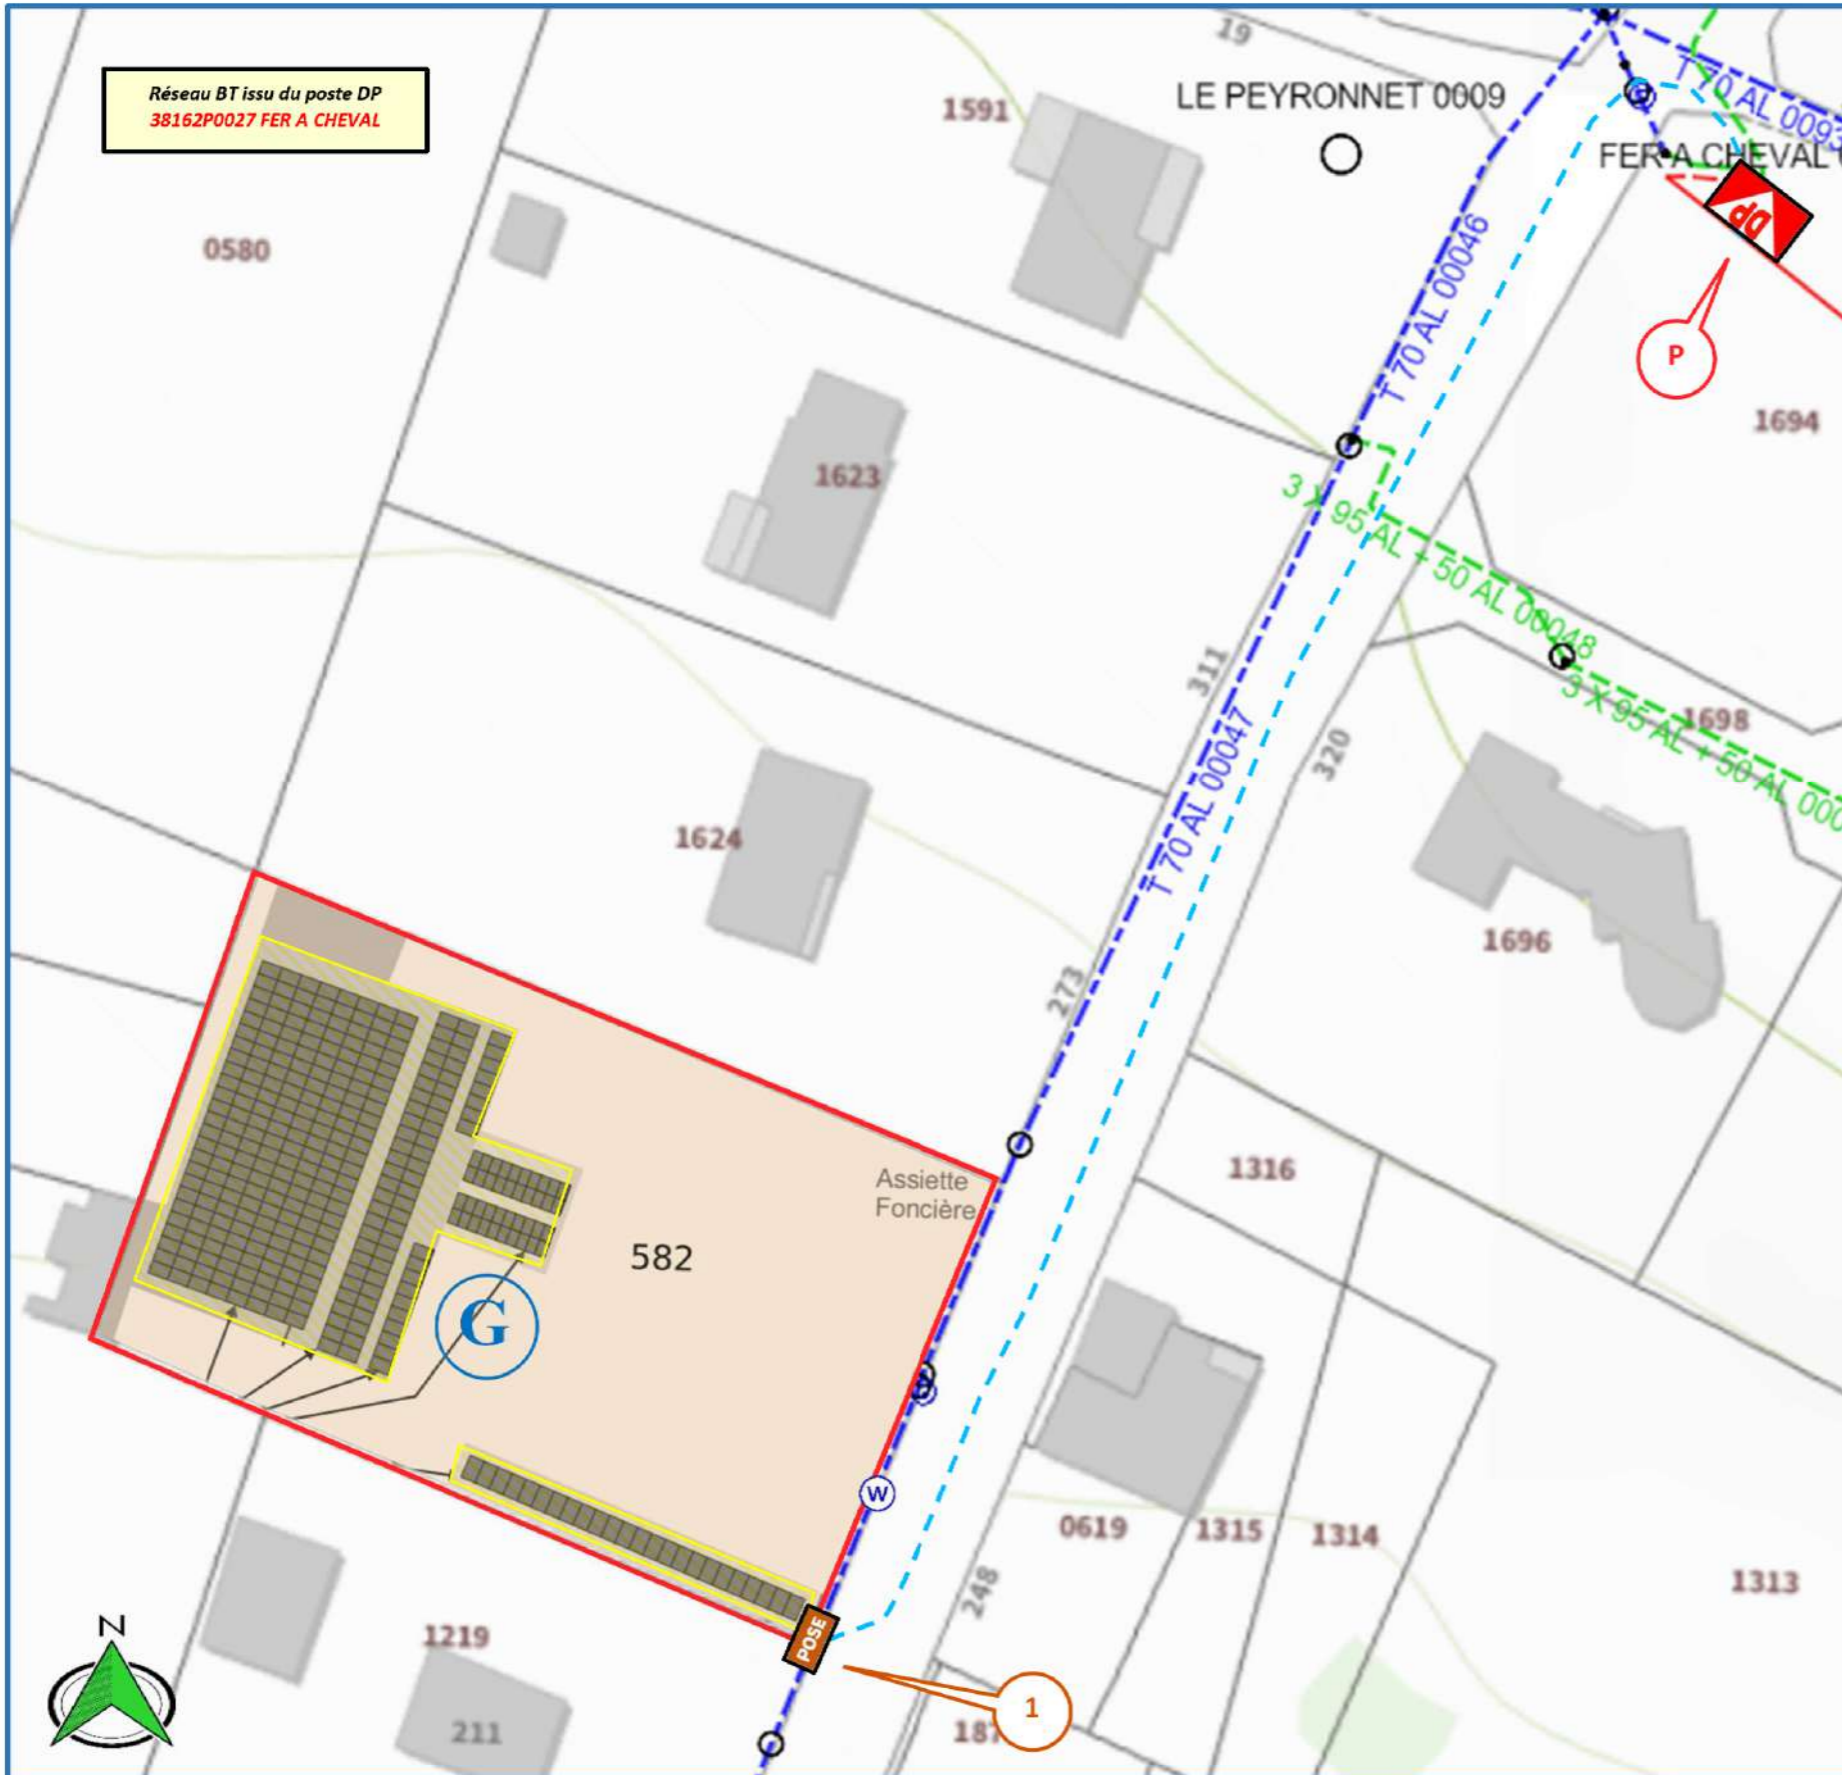 Réseau BT issu du poste DP
38162P0027 FER A CHEVAL
19
LE PEYRONNET 0009
1591
T 70 AL 0093
FER A CHEVAL
0580
DP
T 70 AL 00046
P
1694
1623
3 X 95 AL + 50 AL 00048
311
3 X 95 AL + 50 AL 000
1698
T 70 AL 00047
320
1624
1696
273
1316
Assiette
Foncière
582
G
W
0619
1315
1314
1313
248
POSE
N
1219
1
211
187